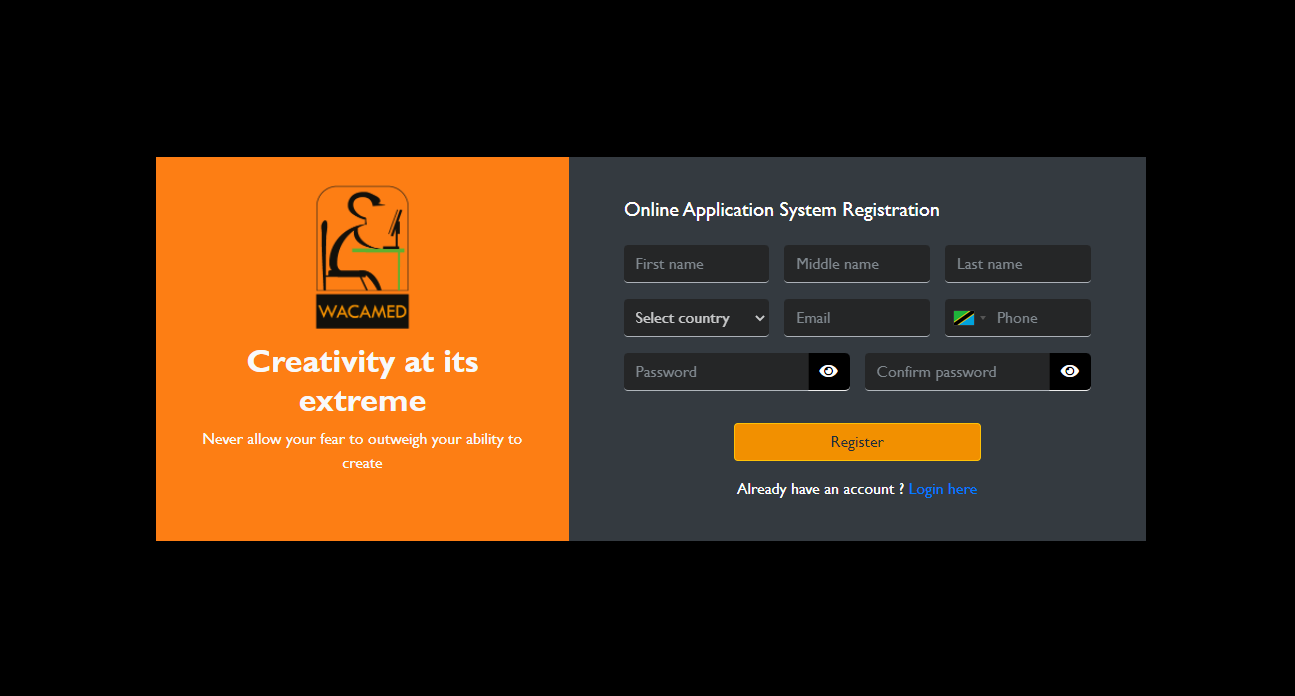 WACAMED
Creativity at its
extreme
Never allow your fear to outweigh your ability to
create
Online Application System Registration
First name
Middle name
Last name
Select country
Email
Phone
Password
Confirm password
Register
Already have an account ? Login here